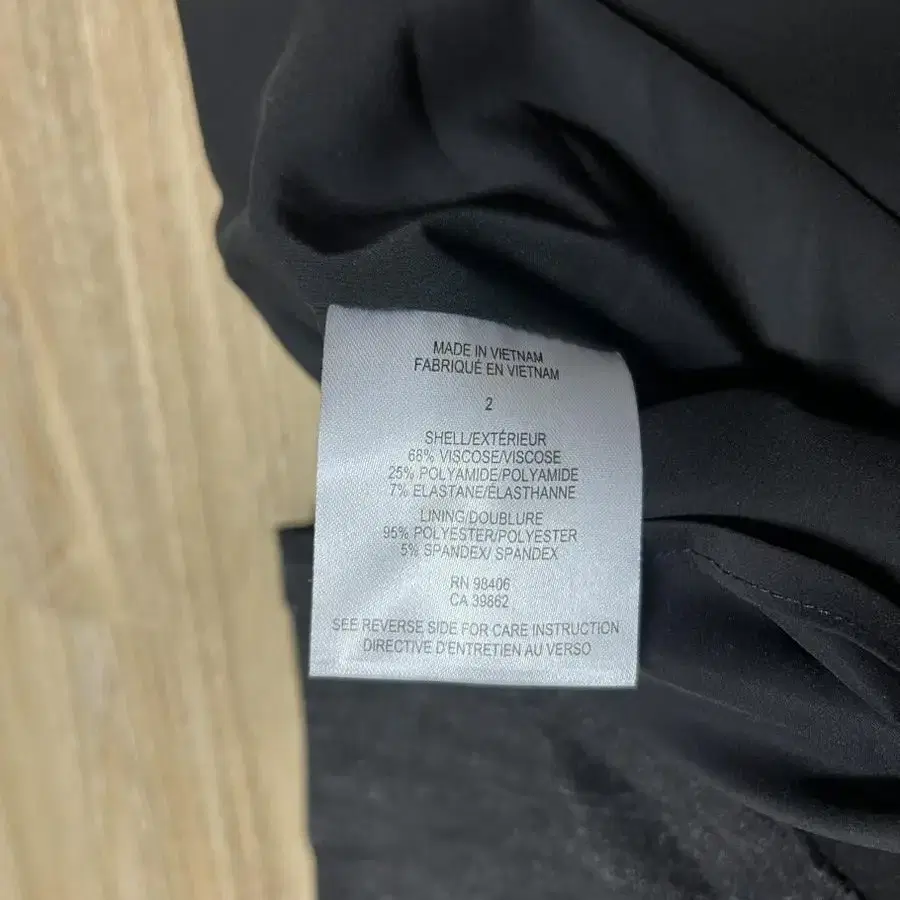 MADE IN VIETNAM
FABRIQUÉ EN VIETNAM
2
SHELL/EXTÉRIEUR
68% VISCOSE/VISCOSE
25% POLYAMIDE/POLYAMIDE
7% ELASTANE/ÉLASTHANNE
LINING/DOUBLURE
95% POLYESTER/POLYESTER
5% SPANDEX/ SPANDEX
RN 98406
CA 39862
SEE REVERSE SIDE FOR CARE INSTRUCTION
DIRECTIVE D'ENTRETIEN AU VERSO